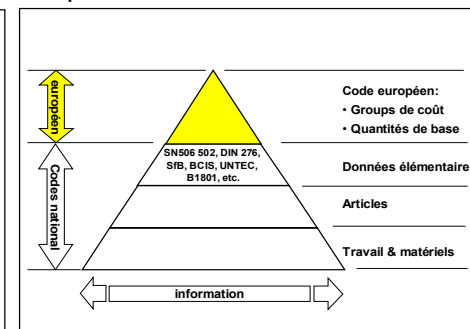 européen
Codes national
SN506 502, DIN 276,
SfB, BCIS, UNTEC,
B1801, etc.
Code européen:
• Groups de coût
• Quantités de base
Données élémentaire
Articles
Travail & matériels
information